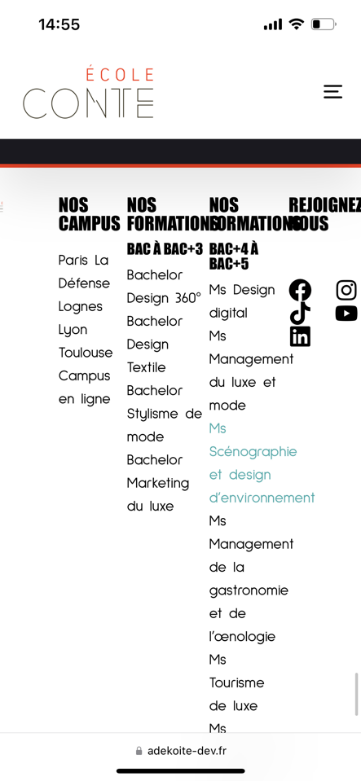 14:55
ÉCOLE
CONTE
NOS
CAMPUS
Paris La
Défense
Lognes
Lyon
Toulouse
Campus
en ligne
NOS
FORMATIONS
BAC À BAC+3
Bachelor
Design 360°
Bachelor
Design
Textile
Bachelor
Stylisme de
mode
Bachelor
Marketing
du luxe
NOS
FORMATIONS
BAC+4 À
BAC+5
Ms Design
digital
Ms
Management
du luxe et
mode
Ms
Scénographie
et design
d'environnement
Ms
Management
de la
gastronomie
et de
l'œnologie
Ms
Tourisme
de luxe
Ms
REJOIGNEZ
NOUS
adekoite-dev.fr